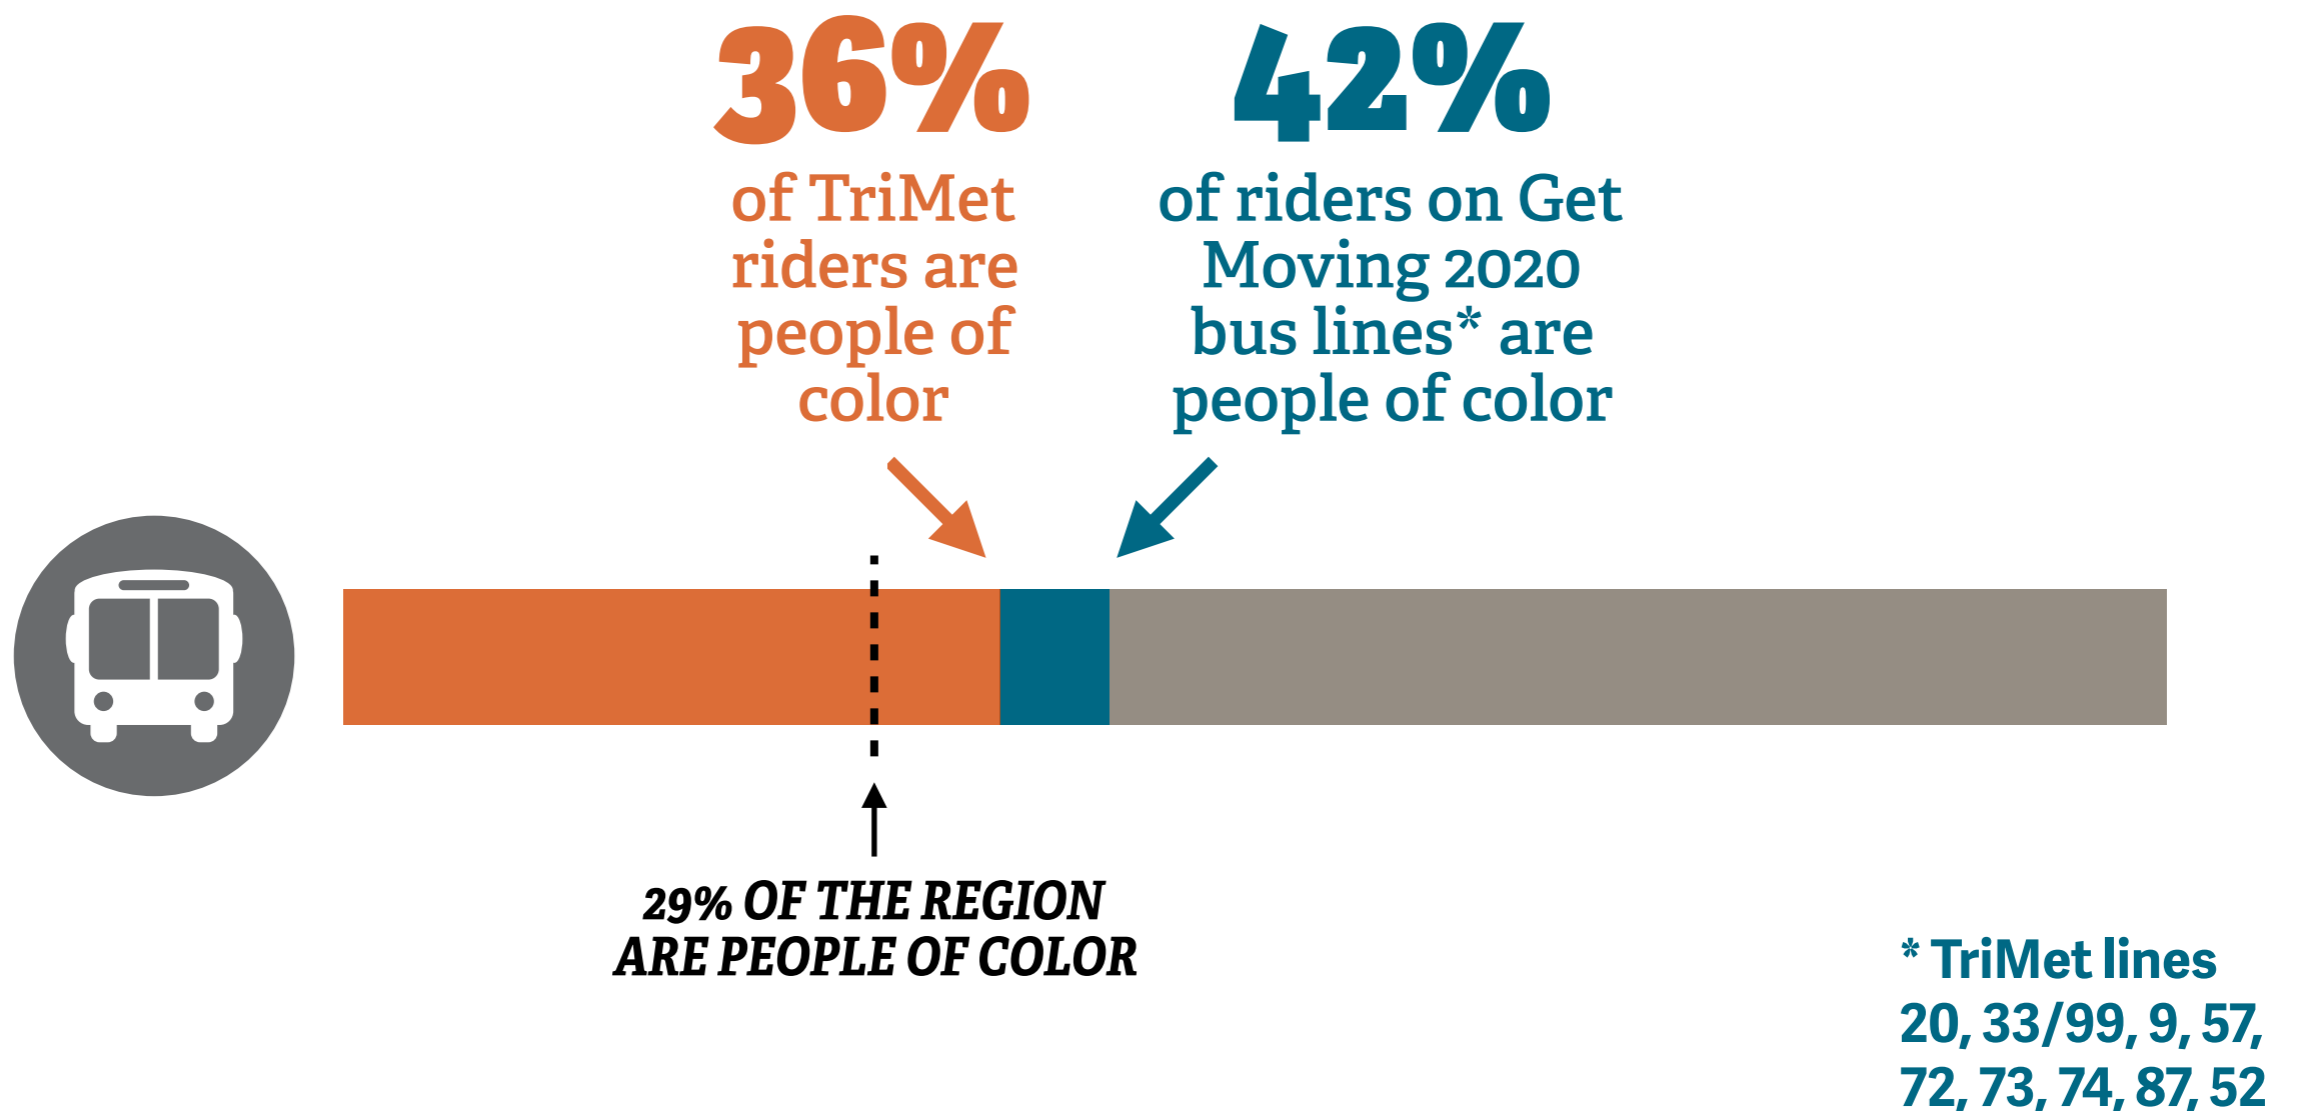 36%
of TriMet
riders are
people of
color
42%
of riders on Get
Moving 2020
bus lines* are
people of color
29% OF THE REGION
ARE PEOPLE OF COLOR
* TriMet lines
20, 33/99, 9, 57,
72, 73, 74, 87, 52